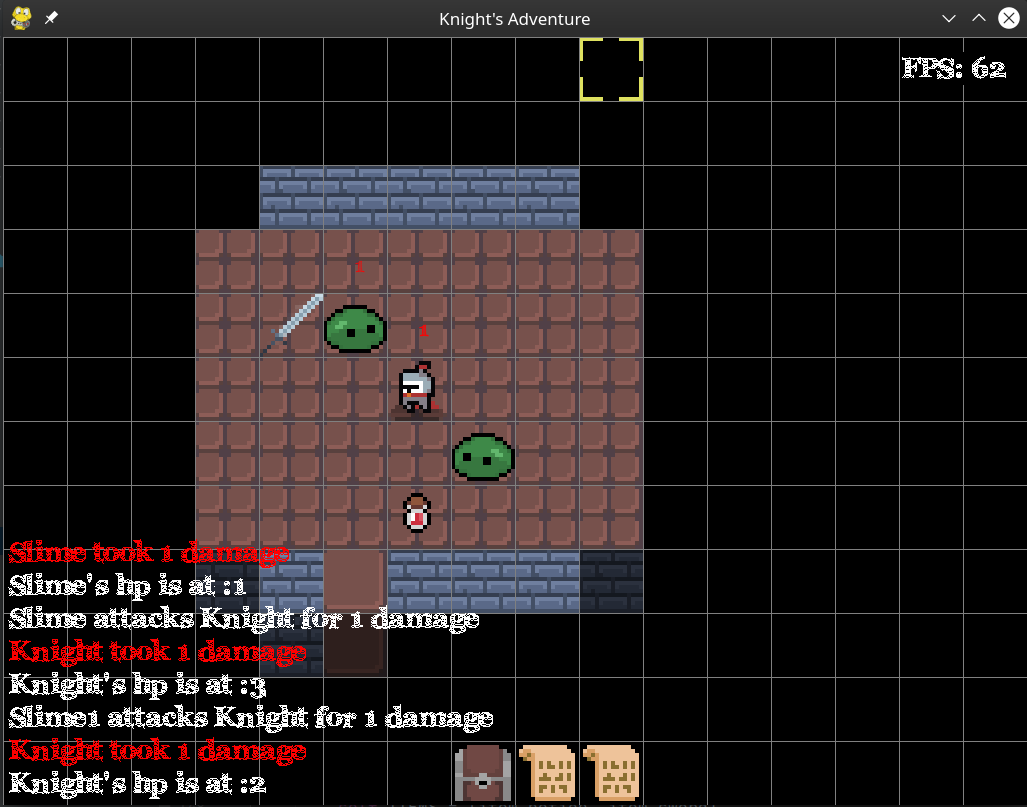 Knight's Adventure
FPS: 62
1
1
Slime took 1 damage
Slime's hp is at :1
Slime attacks Knight for 1 damage
Knight took 1 damage
Knight's hp is at :3
Slime1 attacks Knight for 1 damage
Knight took 1 damage
Knight's hp is at :2